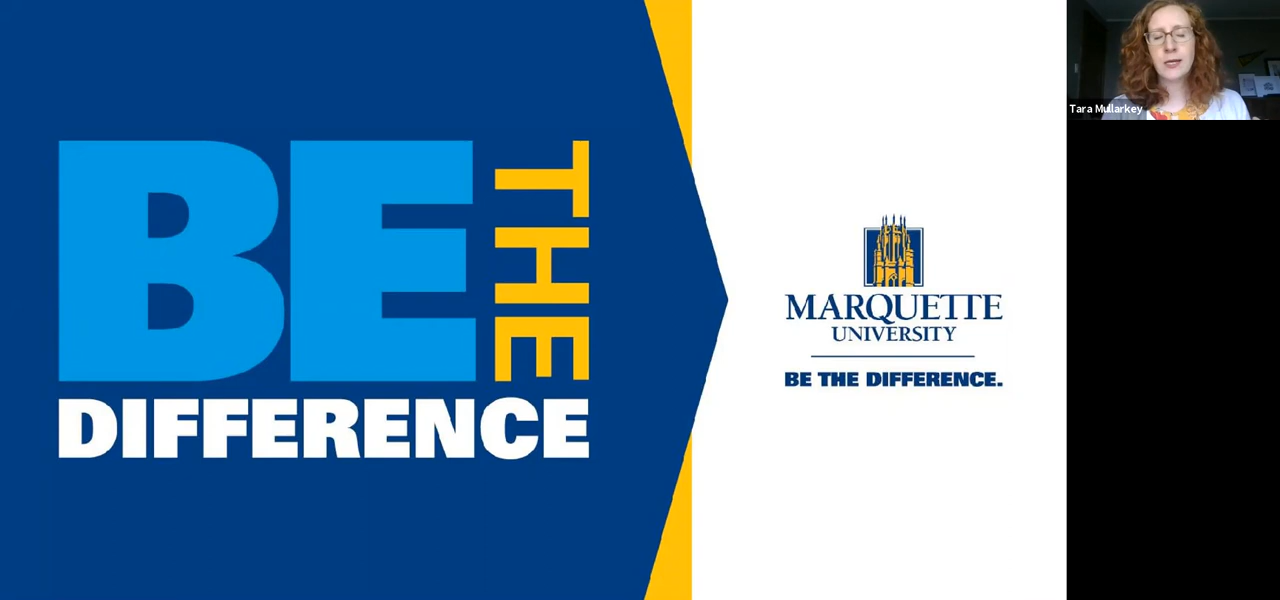 BE THE
DIFFERENCE
MARQUETTE
UNIVERSITY
BE THE DIFFERENCE.
Tara Mullarkey